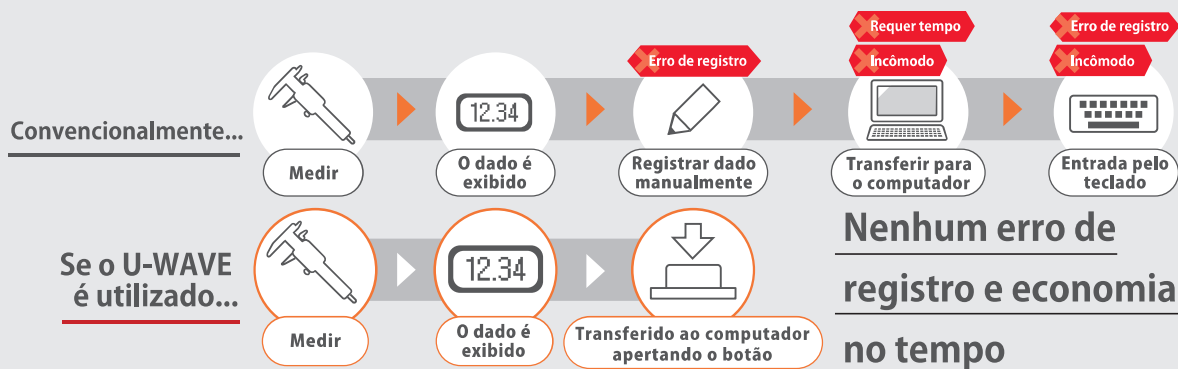 Requer tempo
Erro de registro
Erro de registro
Incômodo
Incômodo
12.34
Convencionalmente...
Medir
O dado é
exibido
Registrar dado
manualmente
Transferir para
o computador
Entrada pelo
teclado
Se o U-WAVE
é utilizado...
12.34
Medir
O dado é
exibido
Transferido ao computador
apertando o botão
Nenhum erro de
registro e economia
no tempo